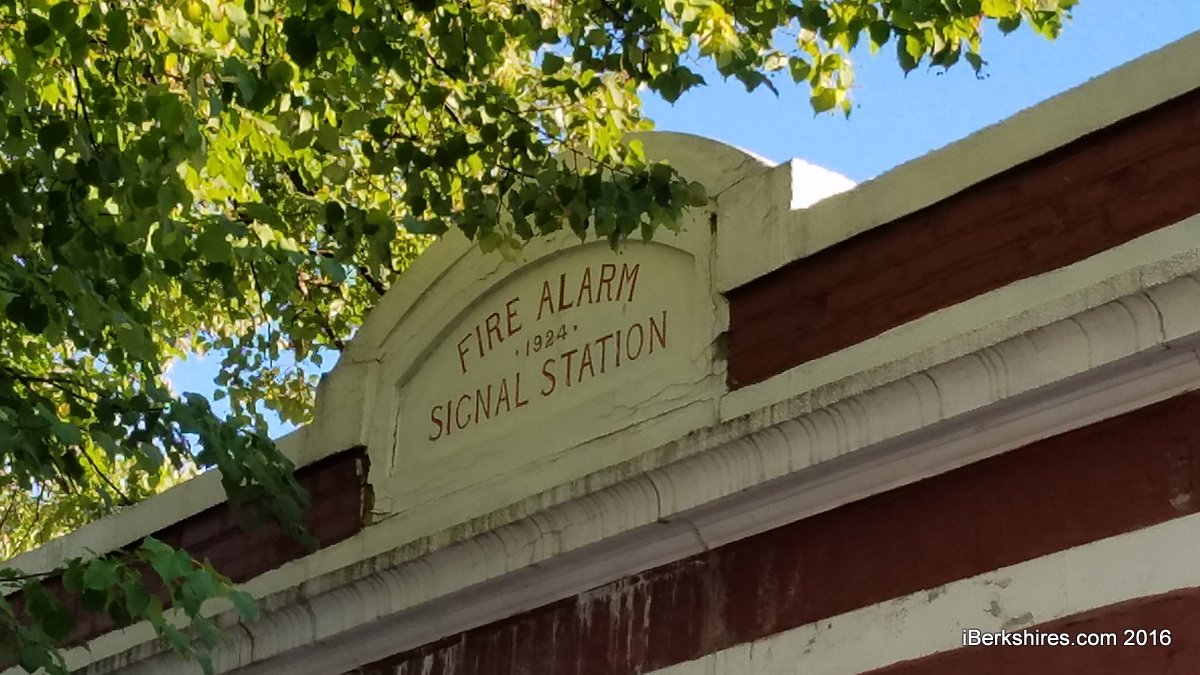 FIRE ALARM
·1924·
SIGNAL STATION
iBerkshires.com 2016